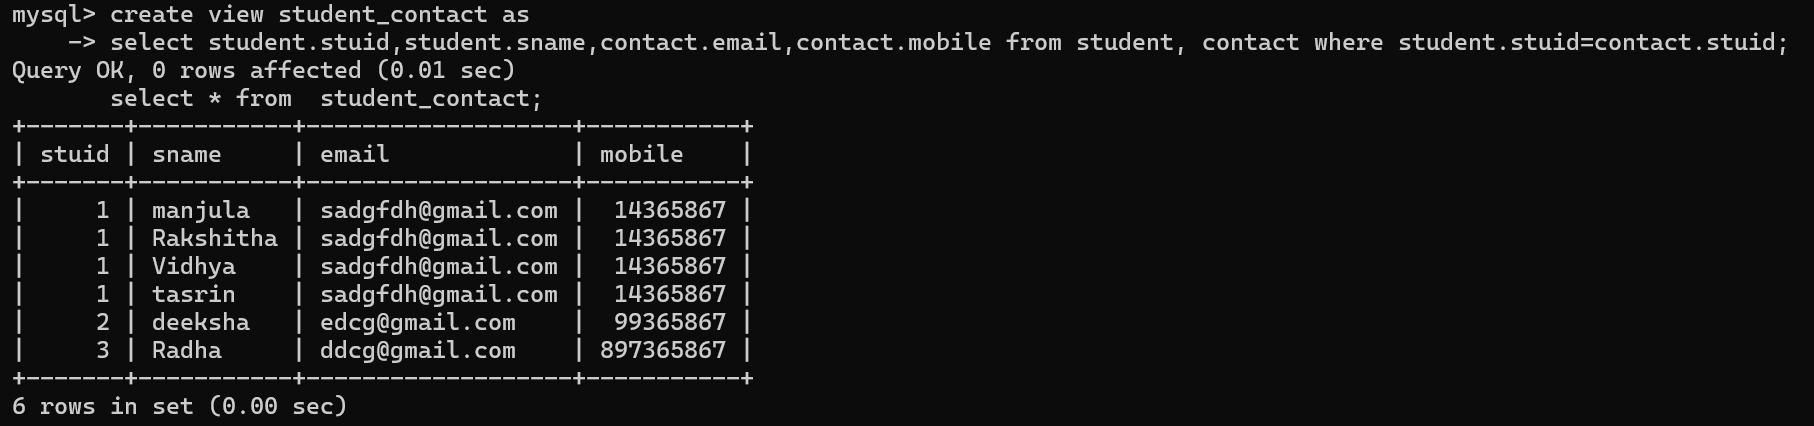 mysql> create view student_contact as
    -> select student.stuid,student.sname,contact.email,contact.mobile from student, contact where student.stuid=contact.stuid;
Query OK, 0 rows affected (0.01 sec)
       select * from  student_contact;
+-------+-----------+-------------------+-----------+
| stuid | sname     | email             | mobile    |
+-------+-----------+-------------------+-----------+
|     1 | manjula   | sadgfdh@gmail.com |  14365867 |
|     1 | Rakshitha | sadgfdh@gmail.com |  14365867 |
|     1 | Vidhya    | sadgfdh@gmail.com |  14365867 |
|     1 | tasrin    | sadgfdh@gmail.com |  14365867 |
|     2 | deeksha   | edcg@gmail.com    |  99365867 |
|     3 | Radha     | ddcg@gmail.com    | 897365867 |
+-------+-----------+-------------------+-----------+
6 rows in set (0.00 sec)